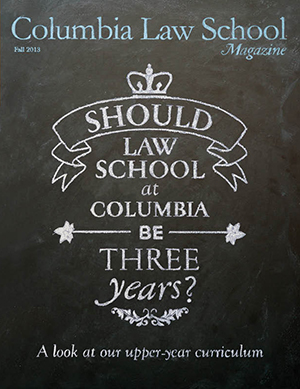 Columbia Law School
Fall 2013
Magazine
SHOULD
LAW
SCHOOL
at
COLUMBIA
BE
THREE
years?
A look at our upper-year curriculum